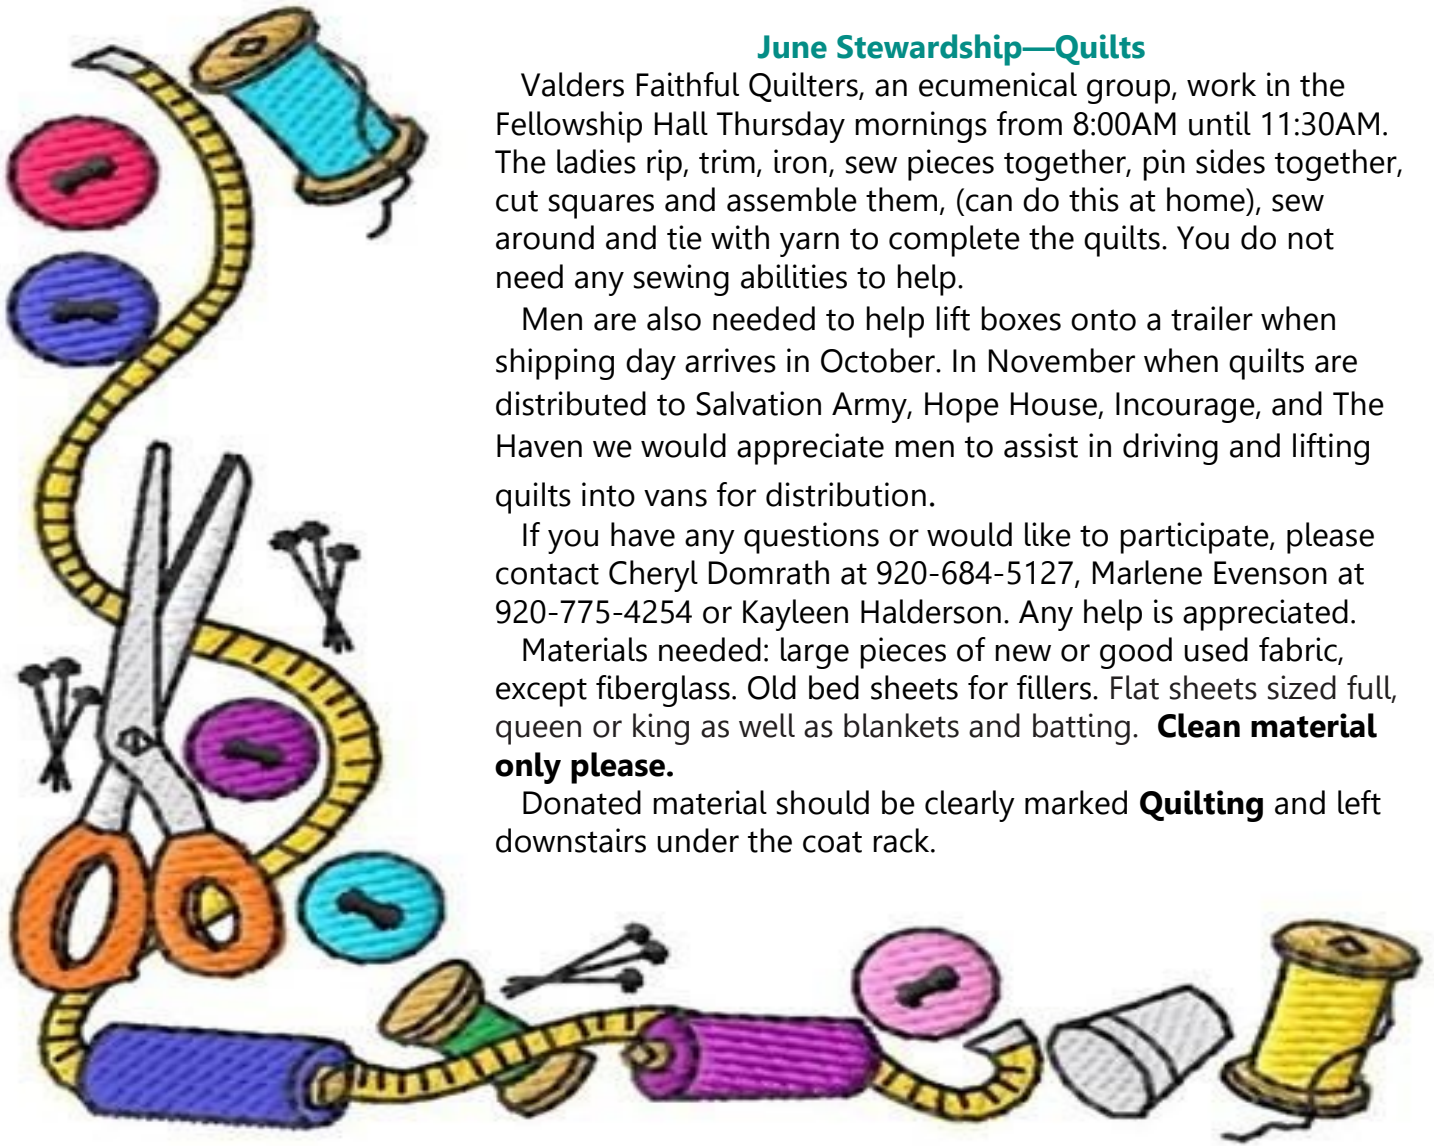 June Stewardship—Quilts
Valders Faithful Quilters, an ecumenical group, work in the
Fellowship Hall Thursday mornings from 8:00AM until 11:30AM.
The ladies rip, trim, iron, sew pieces together, pin sides together,
cut squares and assemble them, (can do this at home), sew
around and tie with yarn to complete the quilts. You do not
need any sewing abilities to help.
Men are also needed to help lift boxes onto a trailer when
shipping day arrives in October. In November when quilts are
distributed to Salvation Army, Hope House, Incourage, and The
Haven we would appreciate men to assist in driving and lifting
quilts into vans for distribution.
If you have any questions or would like to participate, please
contact Cheryl Domrath at 920-684-5127, Marlene Evenson at
920-775-4254 or Kayleen Halderson. Any help is appreciated.
Materials needed: large pieces of new or good used fabric,
except fiberglass. Old bed sheets for fillers. Flat sheets sized full,
queen or king as well as blankets and batting. Clean material
only please.
Donated material should be clearly marked Quilting and left
downstairs under the coat rack.